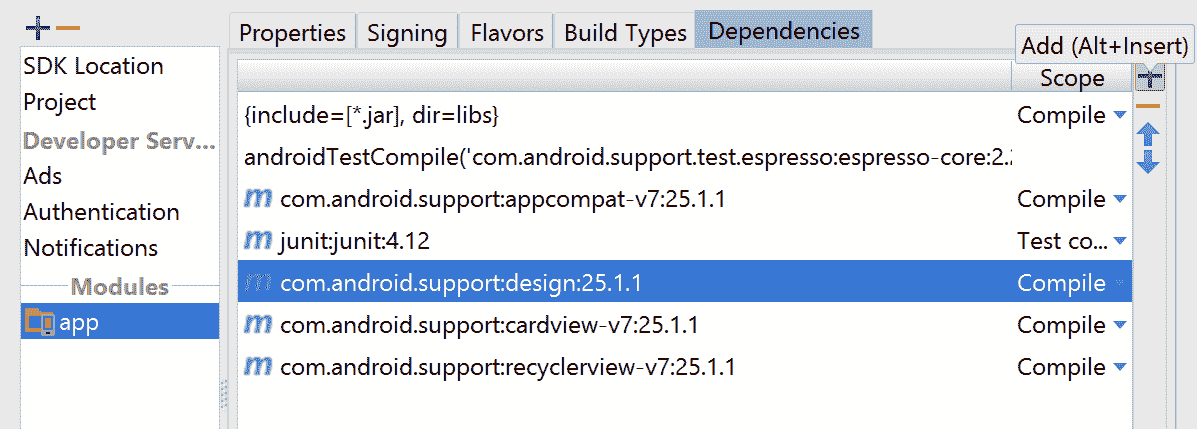 Properties
Signing
Flavors
Build Types
Dependencies
Add (Alt+Insert)
SDK Location
Project
Developer Serv...
Ads
Authentication
Notifications
Modules
app
Scope
{include=[*.jar], dir=libs} Compile
androidTestCompile('com.android.support.test.espresso:espresso-core:2.
m com.android.support:appcompat-v7:25.1.1 Compile
m junit:junit:4.12 Test co...
m com.android.support:design:25.1.1 Compile
m com.android.support:cardview-v7:25.1.1 Compile
m com.android.support:recyclerview-v7:25.1.1 Compile